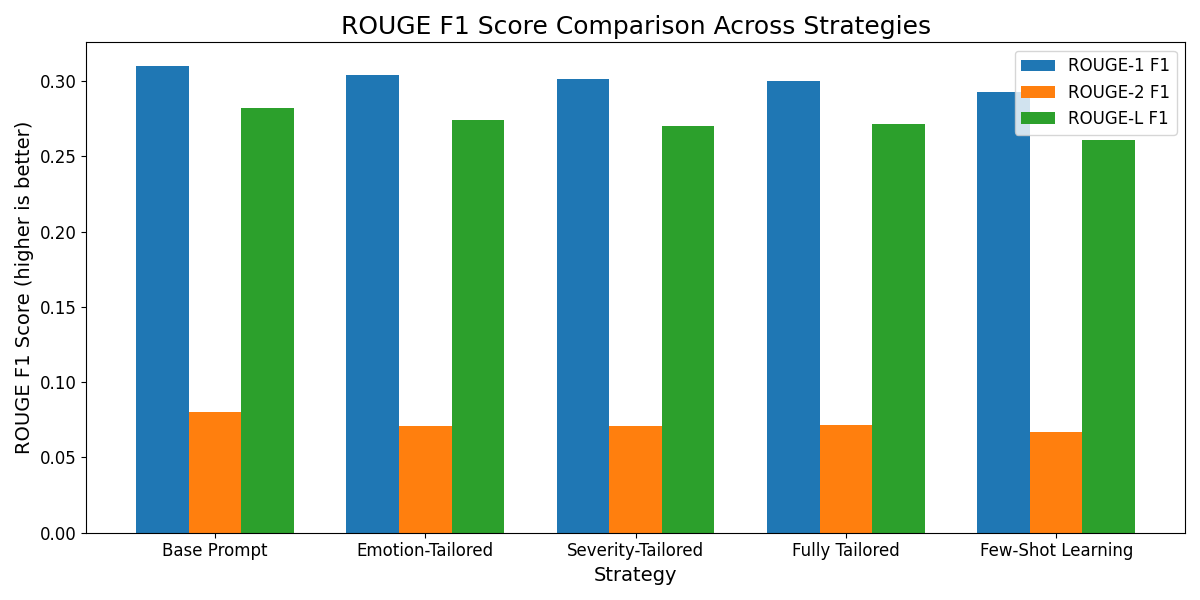 ROUGE F1 Score Comparison Across Strategies
ROUGE F1 Score (higher is better)
0.30
0.25
0.20
0.15
0.10
0.05
0.00
ROUGE-1 F1
ROUGE-2 F1
ROUGE-L F1
Base Prompt
Emotion-Tailored
Severity-Tailored
Fully Tailored
Few-Shot Learning
Strategy